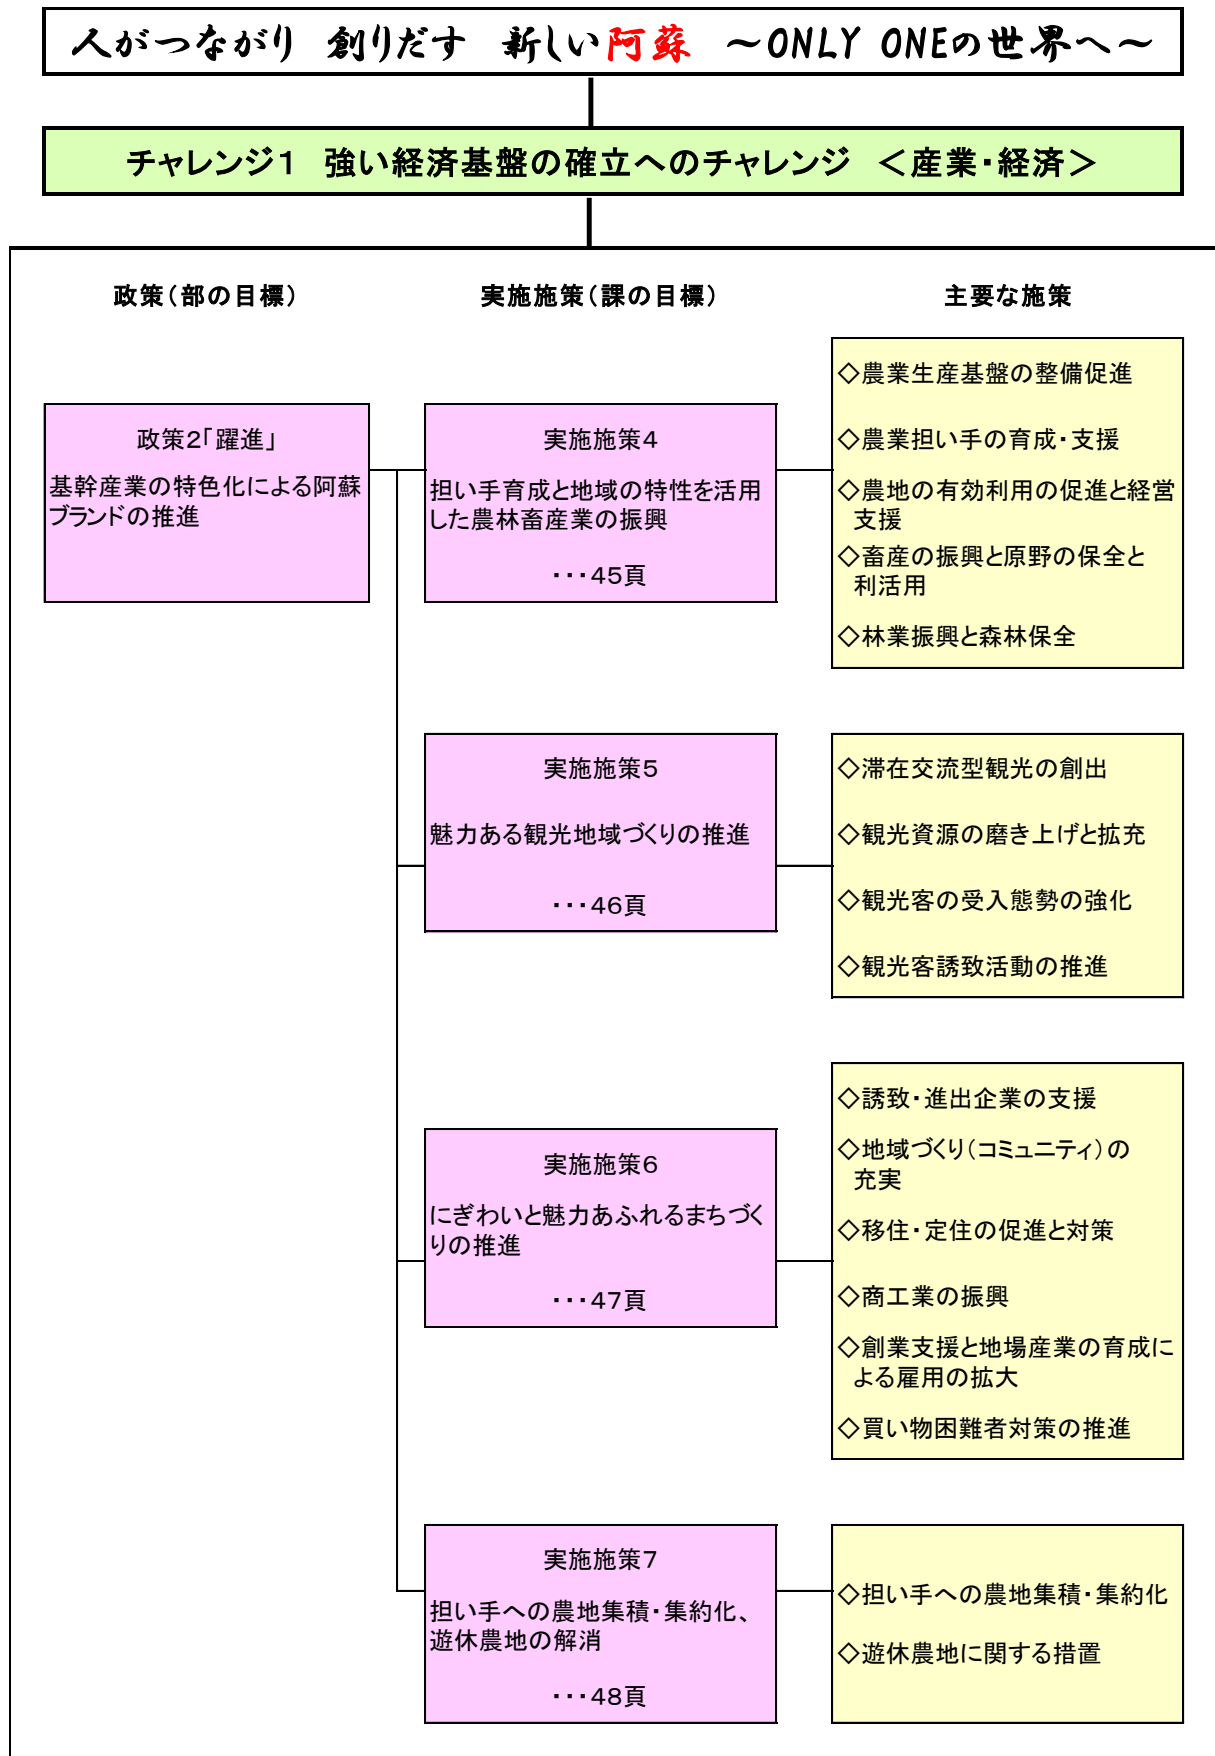 人がつながり 創りだす 新しい阿蘇 ～ONLY ONEの世界へ～
チャレンジ１ 強い経済基盤の確立へのチャレンジ ＜産業・経済＞
政策（部の目標）
実施施策（課の目標）
主要な施策
政策２「躍進」
基幹産業の特色化による阿蘇
ブランドの推進
実施施策４
担い手育成と地域の特性を活用
した農林畜産業の振興
・・・４５頁
◇農業生産基盤の整備促進
◇農業担い手の育成・支援
◇農地の有効利用の促進と経営
支援
◇畜産の振興と原野の保全と
利活用
◇林業振興と森林保全
実施施策５
魅力ある観光地域づくりの推進
・・・４６頁
◇滞在交流型観光の創出
◇観光資源の磨き上げと拡充
◇観光客の受入態勢の強化
◇観光客誘致活動の推進
実施施策６
にぎわいと魅力あふれるまちづく
りの推進
・・・４７頁
◇誘致・進出企業の支援
◇地域づくり（コミュニティ）の
充実
◇移住・定住の促進と対策
◇商工業の振興
◇創業支援と地場産業の育成に
よる雇用の拡大
◇買い物困難者対策の推進
実施施策７
担い手への農地集積・集約化、
遊休農地の解消
・・・４８頁
◇担い手への農地集積・集約化
◇遊休農地に関する措置